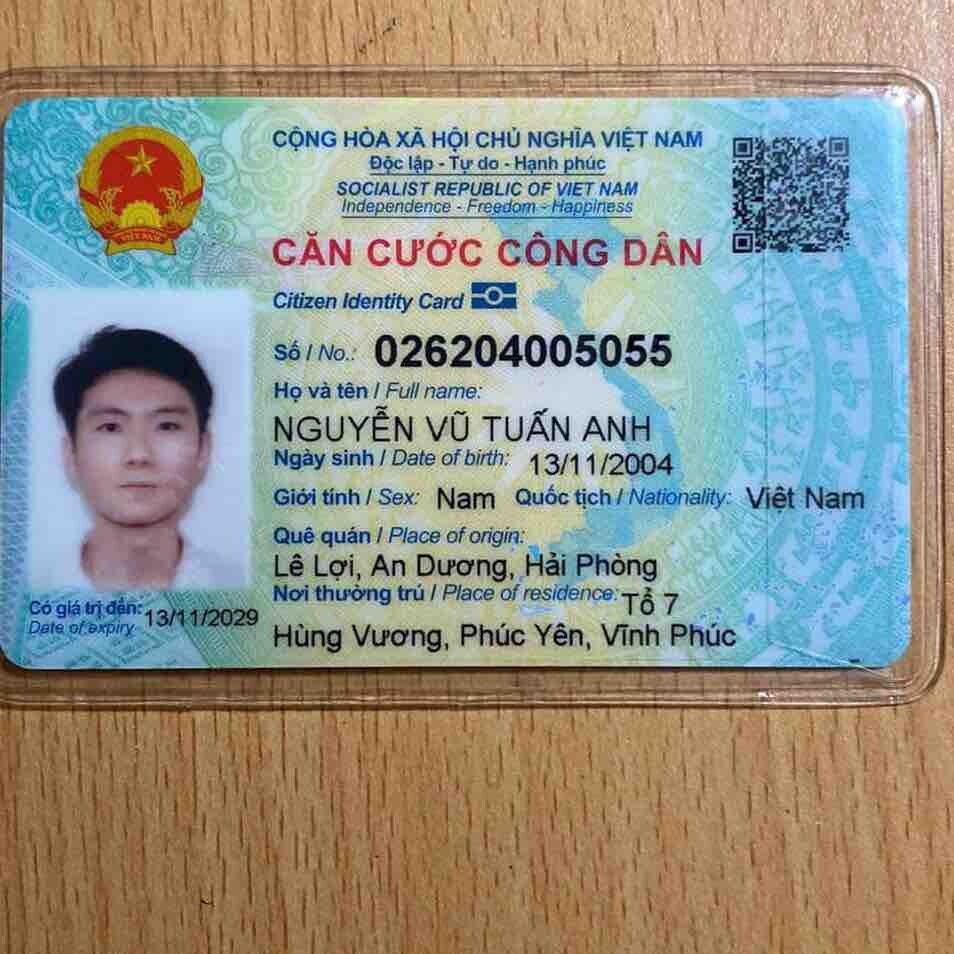 CỘNG HÒA XÃ HỘI CHỦ NGHĨA VIỆT NAM
Độc lập - Tự do - Hạnh phúc
SOCIALIST REPUBLIC OF VIET NAM
Independence - Freedom - Happiness
CĂN CƯỚC CÔNG DÂN
Citizen Identity Card
Số / No.: 026204005055
Họ và tên / Full name:
NGUYỄN VŨ TUẤN ANH
Ngày sinh / Date of birth: 13/11/2004
Giới tính / Sex: Nam Quốc tịch / Nationality: Việt Nam
Quê quán / Place of origin:
Lê Lợi, An Dương, Hải Phòng
Nơi thường trú / Place of residence: Tổ 7
Hùng Vương, Phúc Yên, Vĩnh Phúc
Có giá trị đến: 13/11/2029
Date of expiry
VIỆT NAM